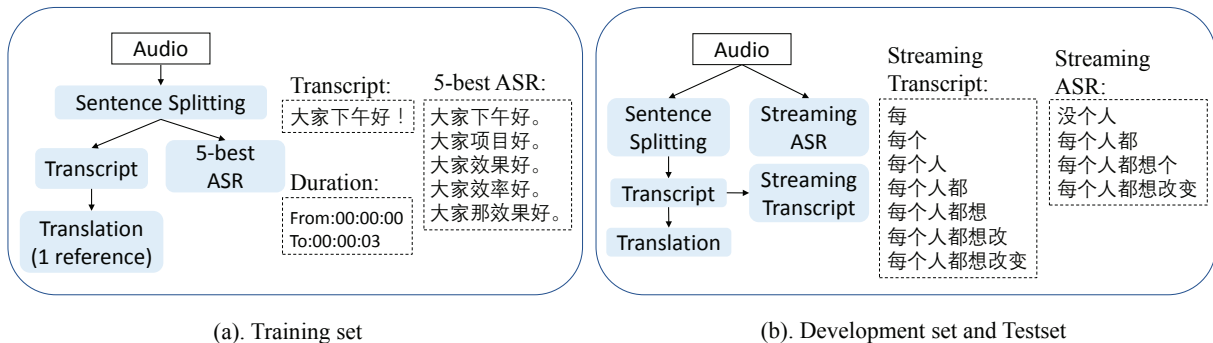 Audio
Sentence Splitting
Transcript
5-best
ASR
Translation
(1 reference)
Transcript:
大家下午好！
Duration:
From:00:00:00
To:00:00:03
5-best ASR:
大家下午好。
大家项目好。
大家效果好。
大家效率好。
大家那效果好。
(a). Training set
Audio
Sentence
Splitting
Streaming
ASR
Transcript
Streaming
Transcript
Translation
Streaming
Transcript:
每
每个
每个人
每个人都
每个人都想
每个人都想改
每个人都想改变
Streaming
ASR:
没个人
每个人都
每个人都想个
每个人都想改变
(b). Development set and Testset